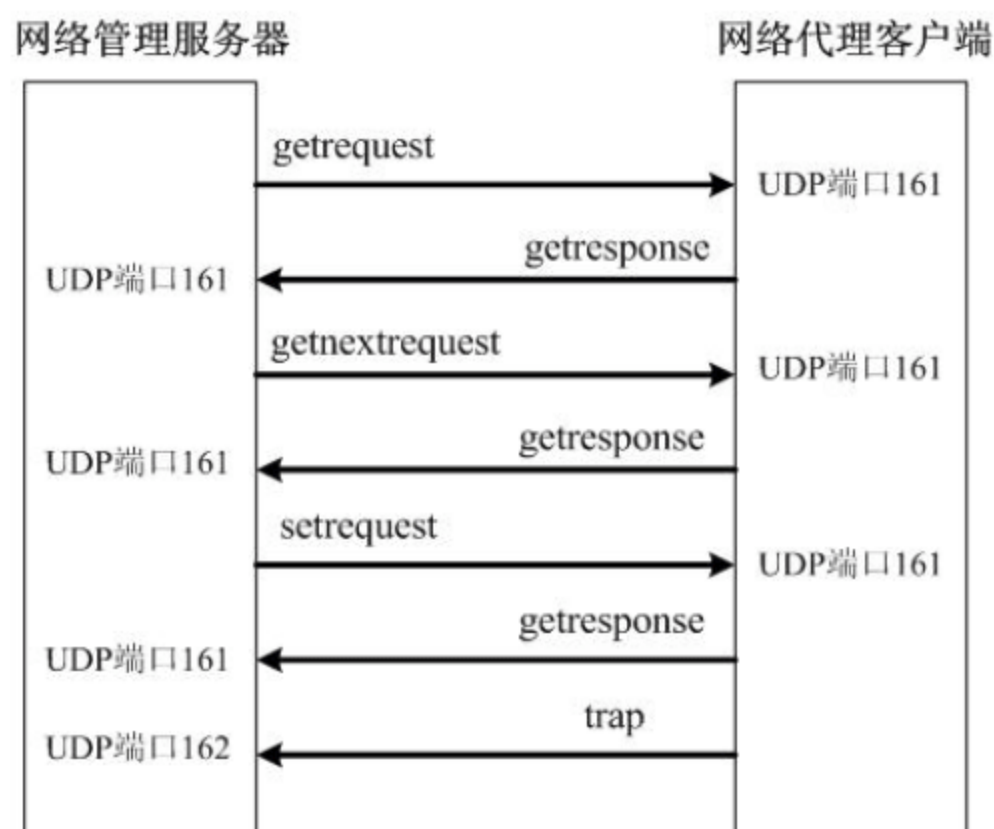 网络管理服务器
网络代理客户端
getrequest
UDP端口161
getresponse
UDP端口161
getnextrequest
UDP端口161
getresponse
UDP端口161
setrequest
UDP端口161
getresponse
UDP端口161
trap
UDP端口162